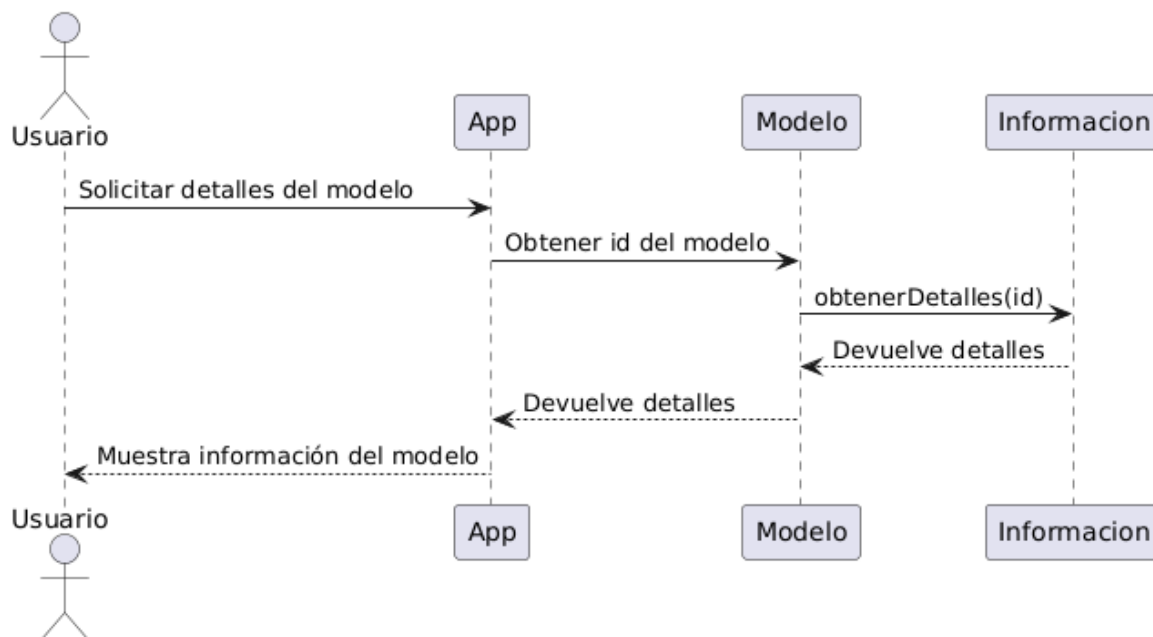 App
Modelo
Informacion
Usuario
Solicitar detalles del modelo
Obtener id del modelo
obtenerDetalles(id)
Devuelve detalles
Devuelve detalles
Muestra información del modelo
Usuario
App
Modelo
Informacion